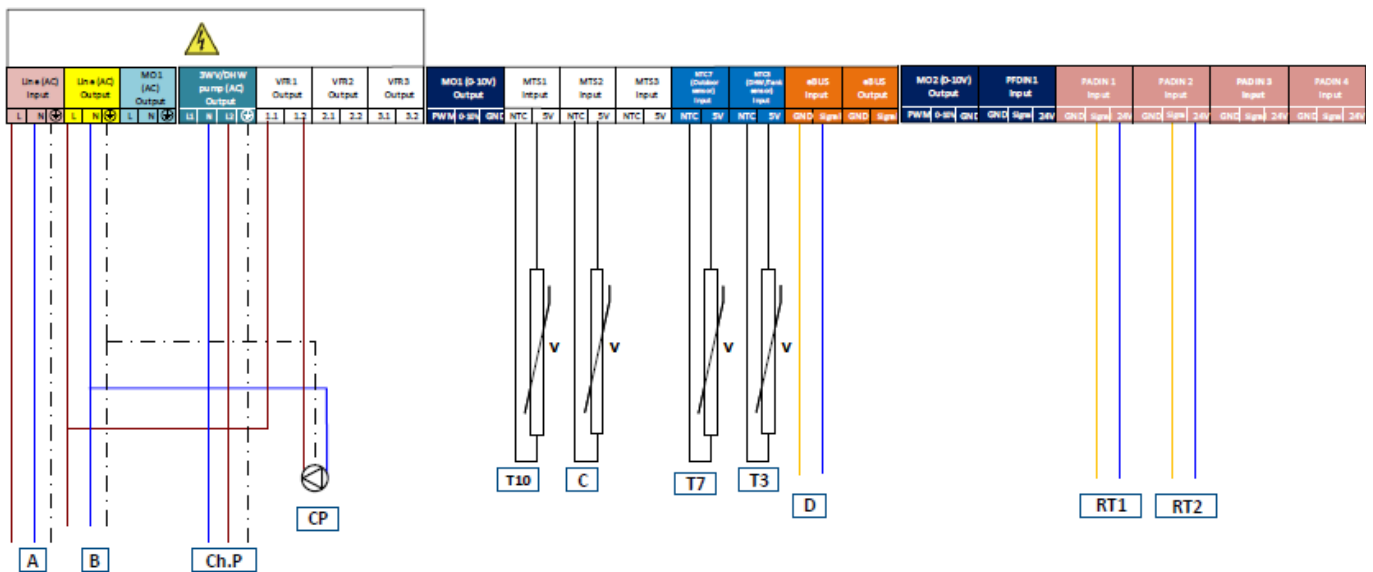 Line (AC) Input
Line (AC) Output
MO1 (AC) Output
3WV/DHW pump (AC) Output
VFR1 Output
VFR2 Output
VFR3 Output
MO1 (0-10V) Output
MTS1 Intput
MTS2 Input
MTS3 Input
NTC7 (Outdoor sensor) Input
(DHW/Tank sensor) Input
eBUS Input
eBUS Output
MO2 (0-10V) Output
PFDIN1 Input
PADIN 1 Input
PADIN 2 Input
PADIN 3 Input
PADIN 4 Input
L N L N L N L1 N L2 1.1 1.2 2.1 2.2 3.1 3.2 PWM 0-10V GND NTC 5V NTC 5V NTC 5V NTC 5V NTC 5V GND Signal GND Signal PWM 0-10V GND GND Signal 24V GND Signal 24V GND Signal 24V GND Signal 24V GND Signal 24V
V V V V
T10 C T7 T3 D RT1 RT2
CP
A B Ch.P